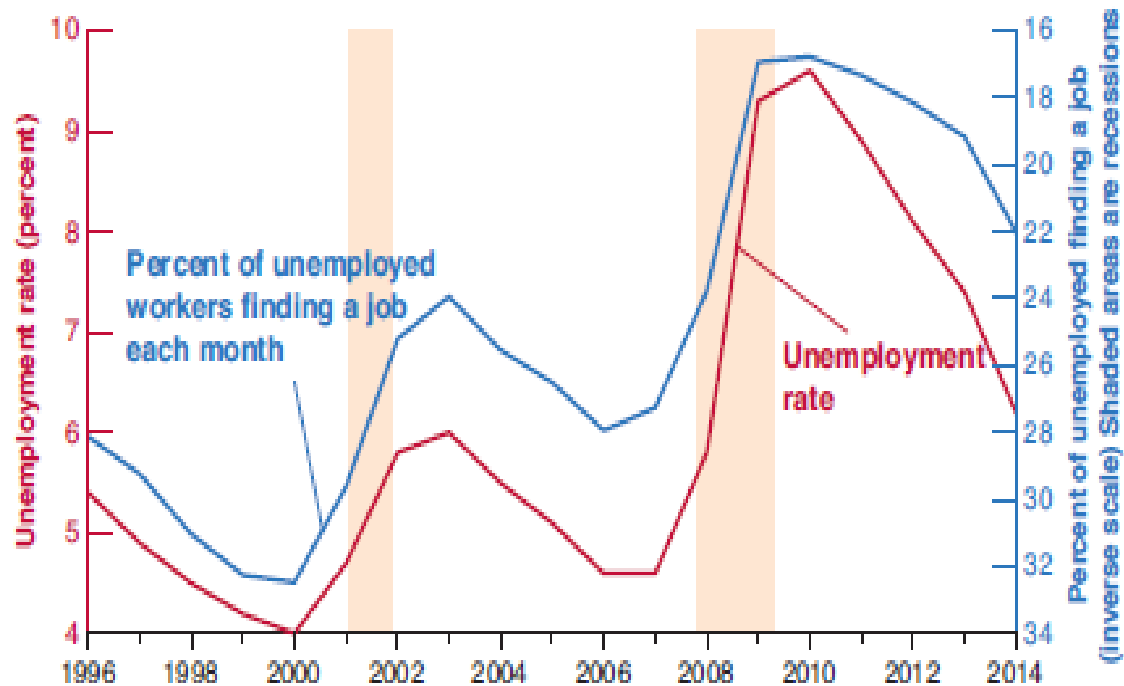 Unemployment rate (percent)
10
9
8
7
6
5
4
Percent of unemployed
workers finding a job
each month
Unemployment
rate
16
18
20
22
24
26
28
30
32
34
Percent of unemployed finding a job
(inverse scale) Shaded areas are recessions
1996 1998 2000 2002 2004 2006 2008 2010 2012 2014